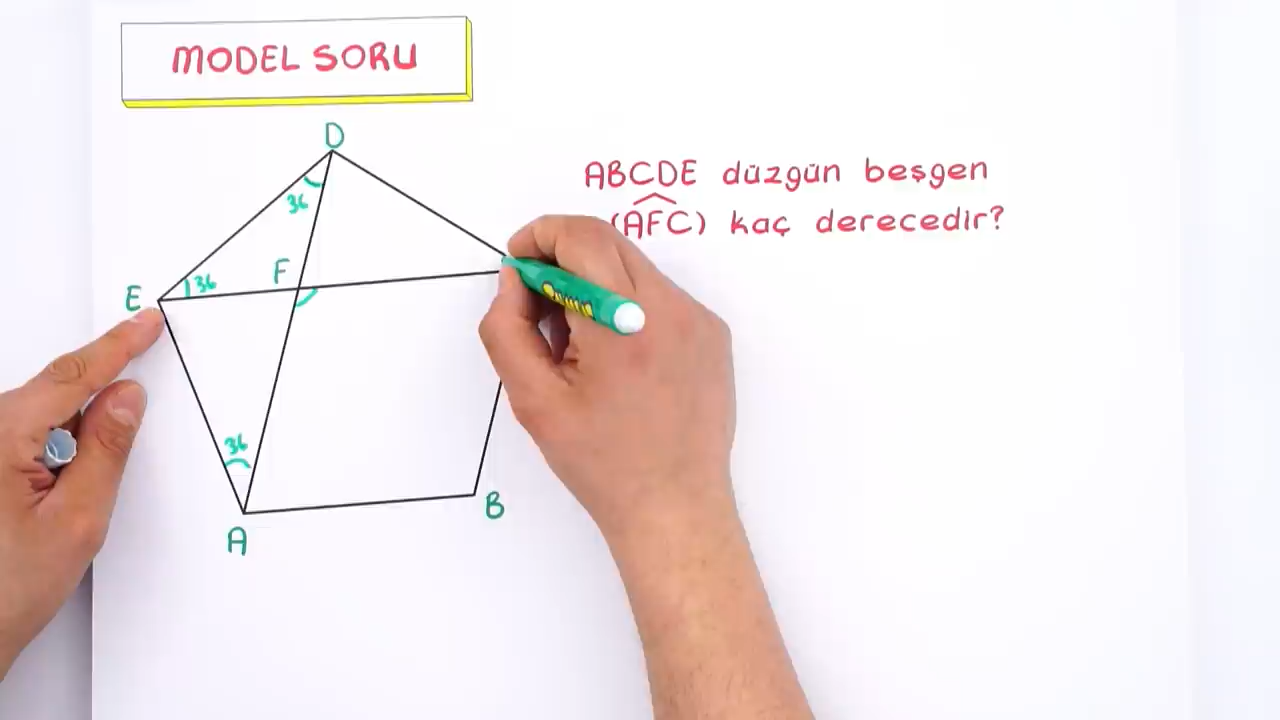 MODEL SORU
D
ABCDE düzgün beşgen
(AFC) kaç derecedir?
36
F
36
E
36
B
A